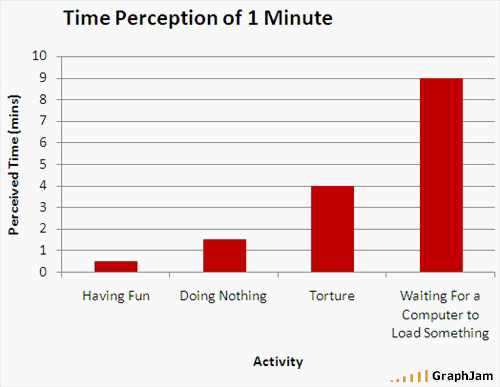 Time Perception of 1 Minute
Perceived Time (mins)
10
9
8
7
6
5
4
3
2
1
0
Having Fun
Doing Nothing
Torture
Waiting For a
Computer to
Load Something
Activity
GraphJam